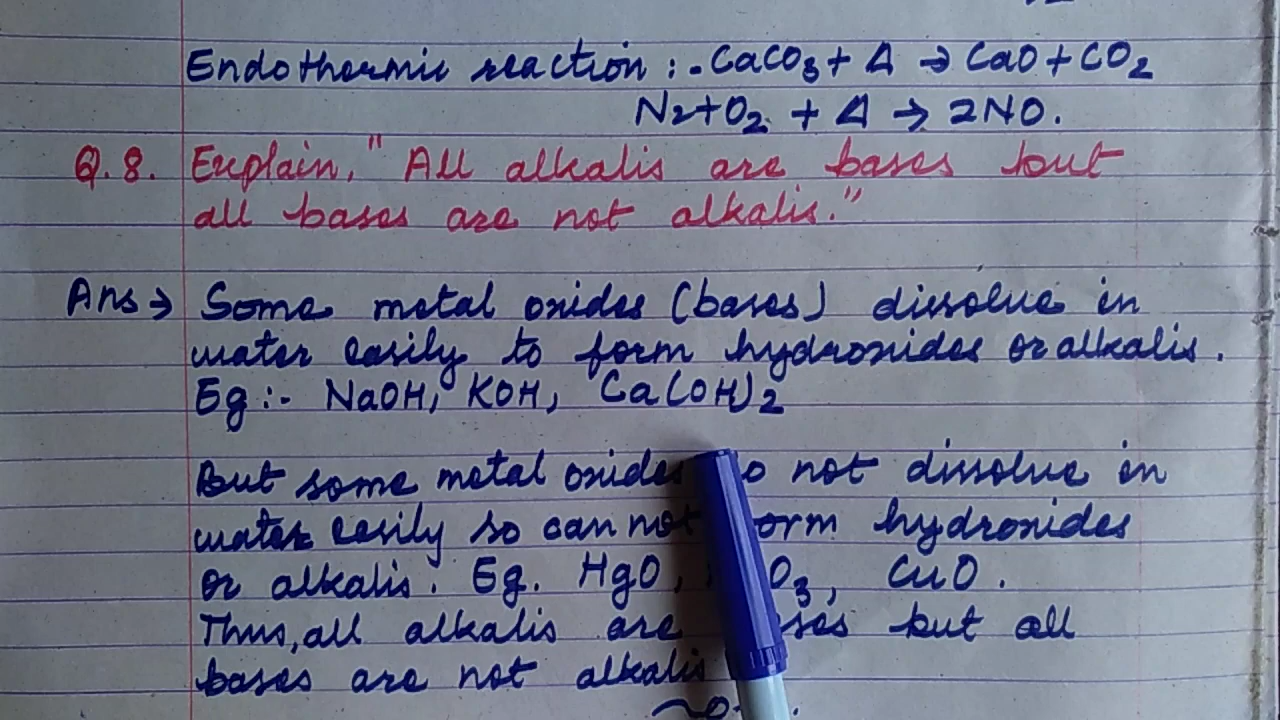 Endothermic reaction :- CaCO3 + Δ → CaO + CO2
N2 + O2 + Δ → 2NO.
Q.8. Explain, "All alkalis are bases but
all bases are not alkalis."
Ans → Some metal oxides (bases) dissolve in
water easily to form hydroxides or alkalis.
Eg :- NaOH, KOH, Ca(OH)2
But some metal oxides not dissolve in
water easily so can not hydroxides
or alkalis. Eg. HgO, CuO.
Thus, all alkalis are but all
bases are not alkalis